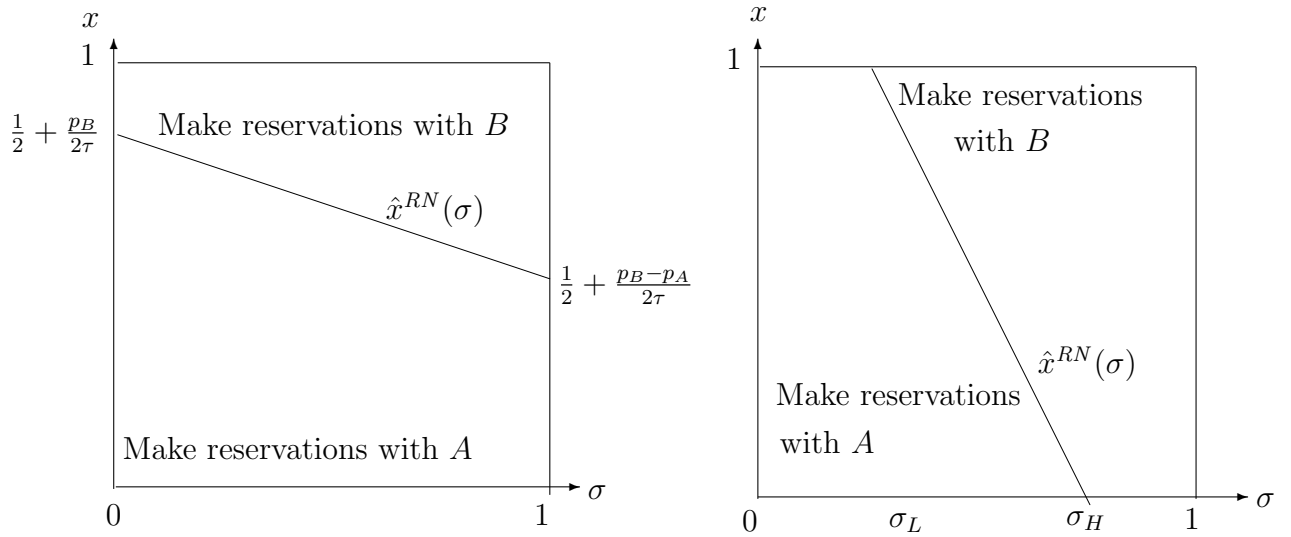 x
1
1/2 + p_B/2τ
Make reservations with B
x̂^{RN}(σ)
1/2 + (p_B−p_A)/2τ
Make reservations with A
σ
0
1
x
1
Make reservations
with B
x̂^{RN}(σ)
Make reservations
with A
σ
0
σ_L
σ_H
1